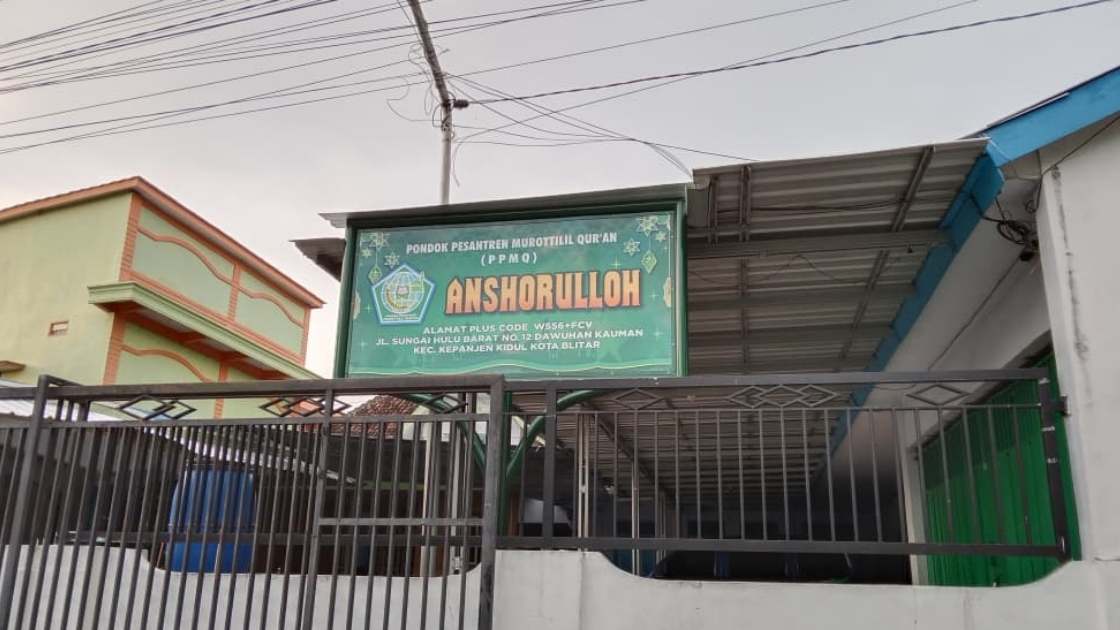 PONDOK PESANTREN MUROTTILIL QUR'AN
(PPMQ)
ANSHORULLOH
ALAMAT PLUS CODE W556+FCV
JL. SUNGAI HULU BARAT NO. 12 DAWUHAN KAUMAN
KEC. KEPANJEN KIDUL KOTA BLITAR